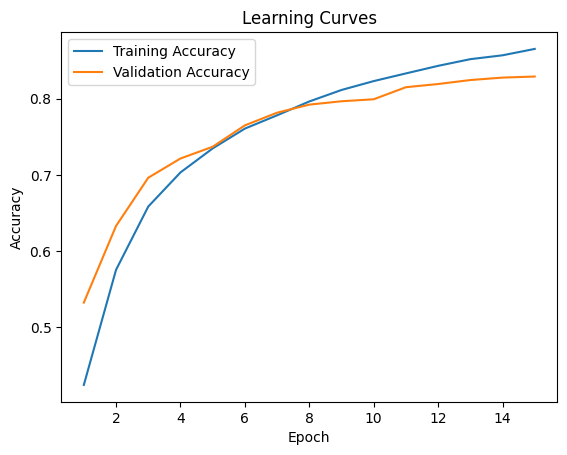 Learning Curves
Training Accuracy
Validation Accuracy
Accuracy
0.8
0.7
0.6
0.5
2 4 6 8 10 12 14
Epoch